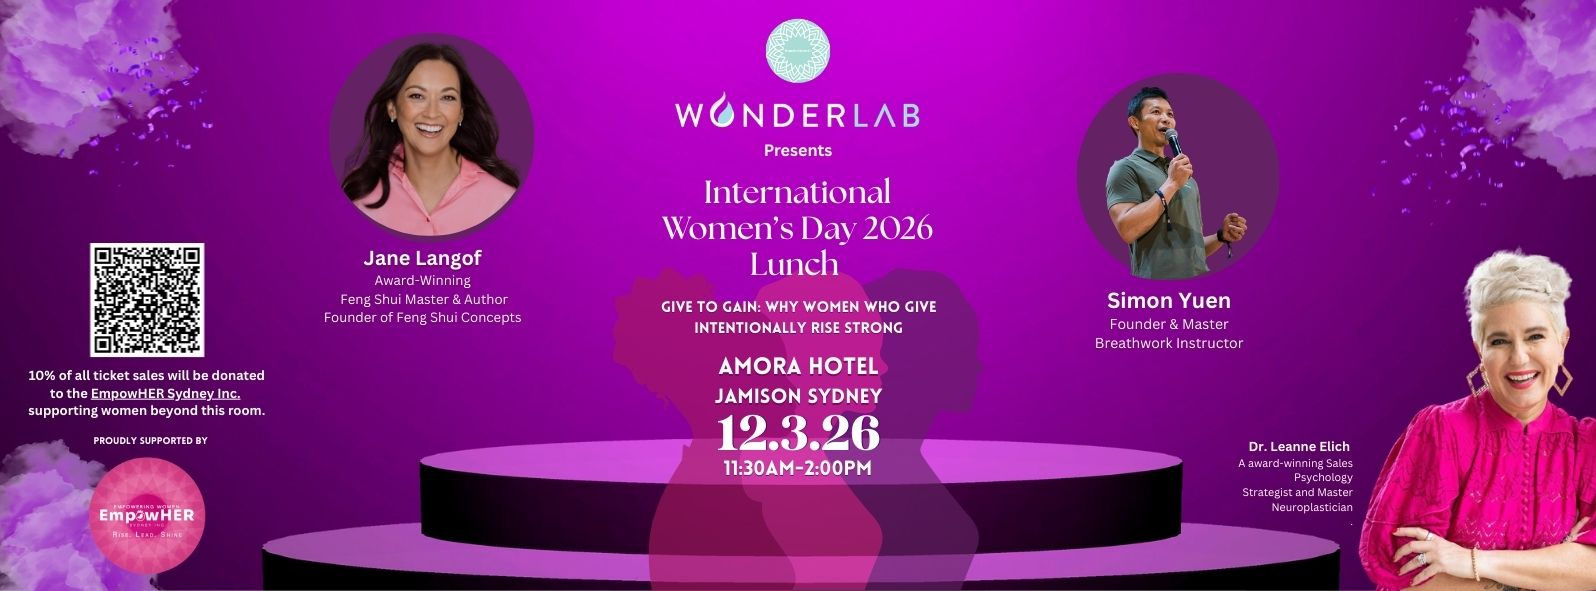 WONDERLAB
Presents
International
Women's Day 2026
Lunch
GIVE TO GAIN: WHY WOMEN WHO GIVE
INTENTIONALLY RISE STRONG
AMORA HOTEL
JAMISON SYDNEY
12.3.26
11:30AM-2:00PM
Jane Langof
Award-Winning
Feng Shui Master & Author
Founder of Feng Shui Concepts
Simon Yuen
Founder & Master
Breathwork Instructor
10% of all ticket sales will be donated
to the EmpowHER Sydney Inc.
supporting women beyond this room.
PROUDLY SUPPORTED BY
EMPOWERING WOMEN
EmpowHER
SYDNEY INC.
RISE. LEAD. SHINE
Dr. Leanne Elich
A award-winning Sales
Psychology
Strategist and Master
Neuroplastician
.